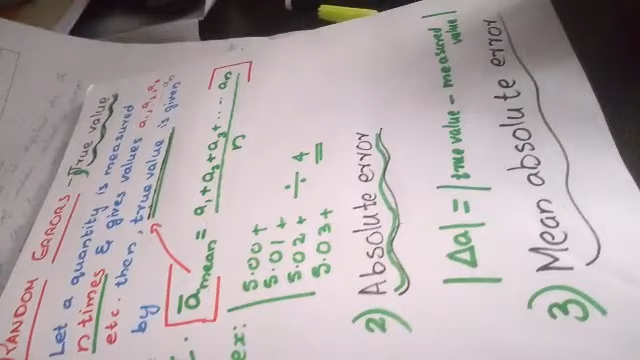 RANDOM ERRORS - True value
Let a quantity is measured
n times & gives values a₁, a₂, a₃
etc. then, true value is given aₙ
by
ā mean = a₁ + a₂ + a₃ + ... aₙ
n
ex: 5.00+
5.01+
5.02+ ÷ 4
5.03+ =
2) Absolute error
|Δa| = |true value - measured value|
3) Mean absolute error